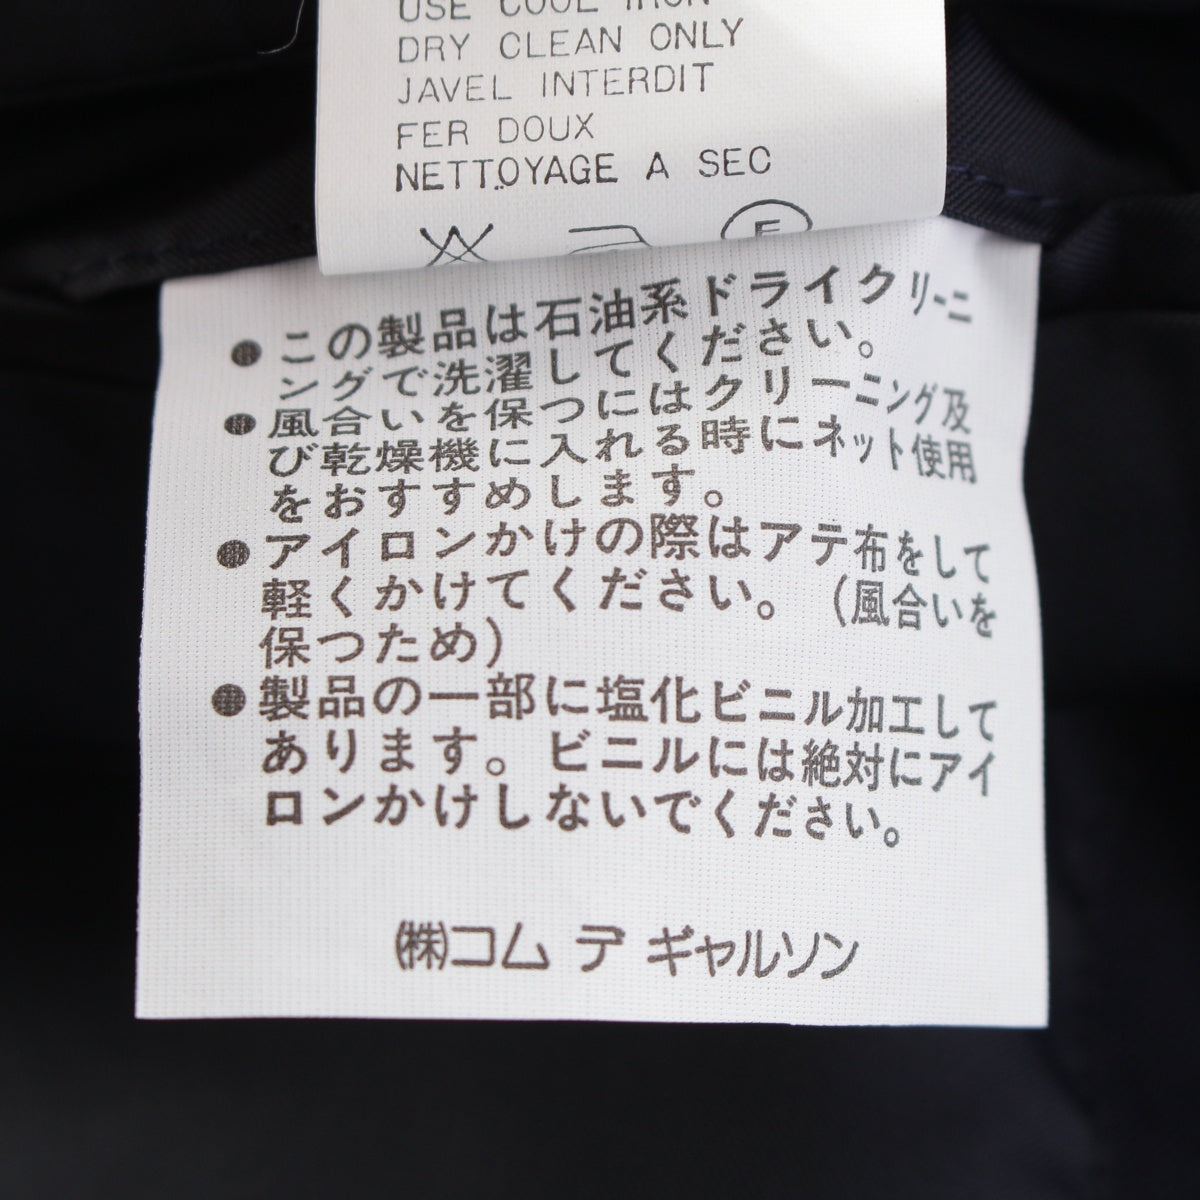 USE COOL IRON
DRY CLEAN ONLY
JAVEL INTERDIT
FER DOUX
NETTOYAGE A SEC
F
●この製品は石油系ドライクリーニ
ングで洗濯してください。
●風合いを保つにはクリーニング及
び乾燥機に入れる時にネット使用
をおすすめします。
●アイロンかけの際はアテ布をして
軽くかけてください。(風合いを
保つため)
●製品の一部に塩化ビニル加工して
あります。ビニルには絶対にアイ
ロンかけしないでください。
㈱コム デ ギャルソン